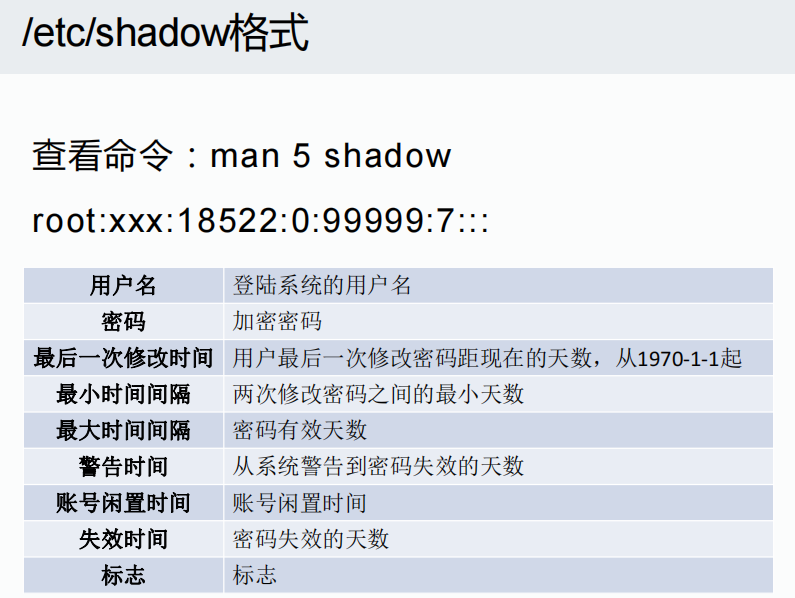 /etc/shadow格式
查看命令：man 5 shadow
root:xxx:18522:0:99999:7:::
用户名 登陆系统的用户名
密码 加密密码
最后一次修改时间 用户最后一次修改密码距现在的天数，从1970-1-1起
最小时间间隔 两次修改密码之间的最小天数
最大时间间隔 密码有效天数
警告时间 从系统警告到密码失效的天数
账号闲置时间 账号闲置时间
失效时间 密码失效的天数
标志 标志